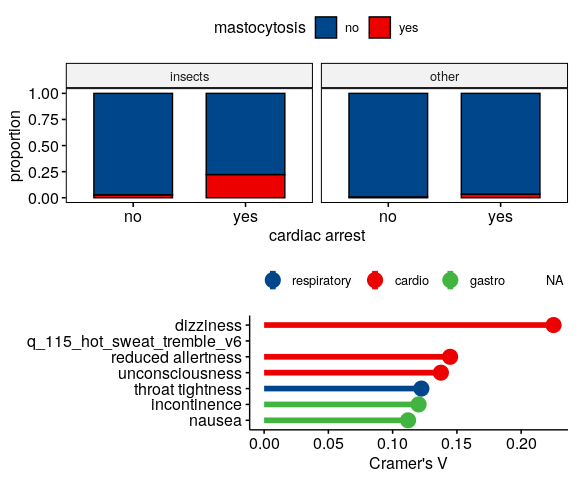 mastocytosis no yes
insects other
1.00
0.75
0.50
0.25
0.00
proportion
no yes no yes
cardiac arrest
respiratory cardio gastro NA
dizziness
q_115_hot_sweat_tremble_v6
reduced allertness
unconsciousness
throat tightness
incontinence
nausea
0.00 0.05 0.10 0.15 0.20
Cramer's V